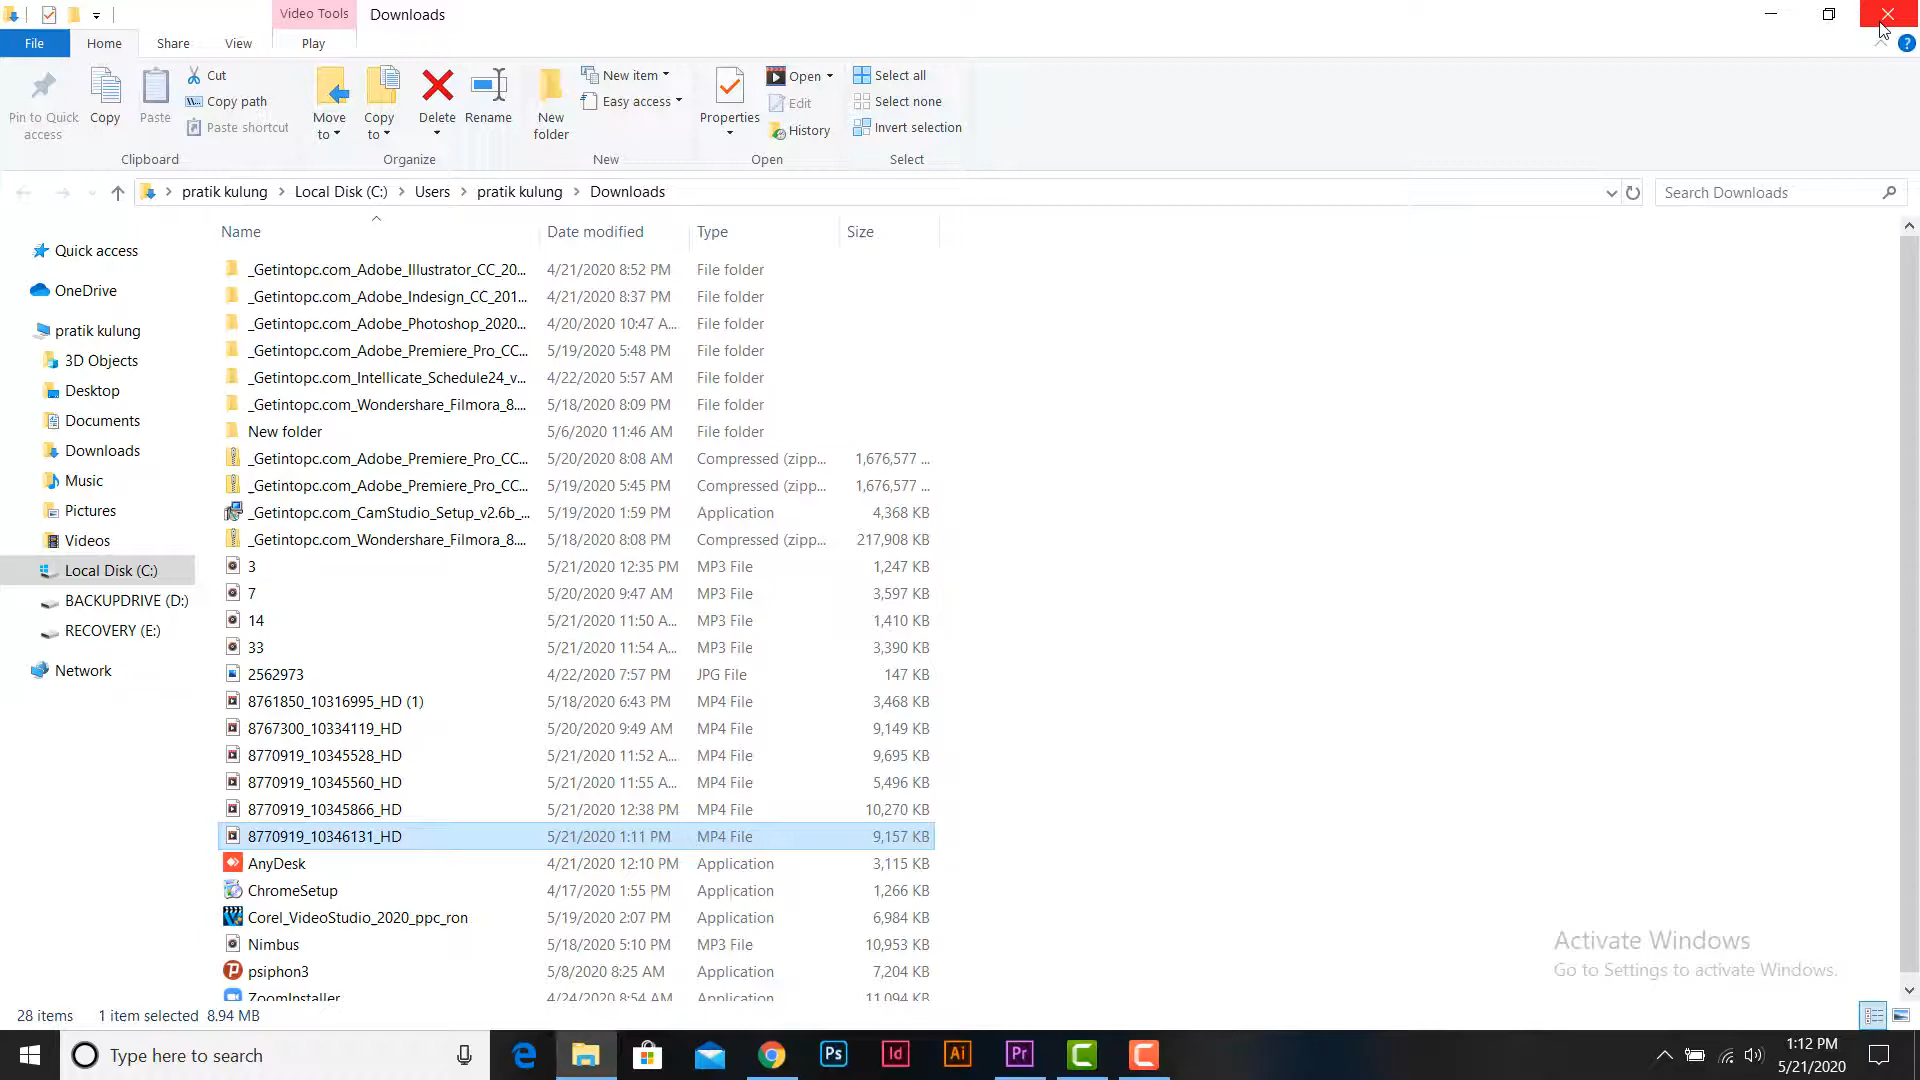 Video Tools Downloads
File Home Share View Play
Pin to Quick access
Copy
Paste
Cut
Copy path
Paste shortcut
Clipboard
Move to
Copy to
Delete
Rename
Organize
New folder
New item
Easy access
New
Properties
Open
Edit
History
Open
Select all
Select none
Invert selection
Select
pratik kulung Local Disk (C:) Users pratik kulung Downloads
Search Downloads
Quick access
OneDrive
pratik kulung
3D Objects
Desktop
Documents
Downloads
Music
Pictures
Videos
Local Disk (C:)
BACKUPDRIVE (D:)
RECOVERY (E:)
Network
Name Date modified Type Size
_Getintopc.com_Adobe_Illustrator_CC_20... 4/21/2020 8:52 PM File folder
_Getintopc.com_Adobe_Indesign_CC_201... 4/21/2020 8:37 PM File folder
_Getintopc.com_Adobe_Photoshop_2020... 4/20/2020 10:47 A... File folder
_Getintopc.com_Adobe_Premiere_Pro_CC... 5/19/2020 5:48 PM File folder
_Getintopc.com_Intellicate_Schedule24_v... 4/22/2020 5:57 AM File folder
_Getintopc.com_Wondershare_Filmora_8.... 5/18/2020 8:09 PM File folder
New folder 5/6/2020 11:46 AM File folder
_Getintopc.com_Adobe_Premiere_Pro_CC... 5/20/2020 8:08 AM Compressed (zipp... 1,676,577 ...
_Getintopc.com_Adobe_Premiere_Pro_CC... 5/19/2020 5:45 PM Compressed (zipp... 1,676,577 ...
_Getintopc.com_CamStudio_Setup_v2.6b_... 5/19/2020 1:59 PM Application 4,368 KB
_Getintopc.com_Wondershare_Filmora_8.... 5/18/2020 8:08 PM Compressed (zipp... 217,908 KB
3 5/21/2020 12:35 PM MP3 File 1,247 KB
7 5/20/2020 9:47 AM MP3 File 3,597 KB
14 5/21/2020 11:50 A... MP3 File 1,410 KB
33 5/21/2020 11:54 A... MP3 File 3,390 KB
2562973 4/22/2020 7:57 PM JPG File 147 KB
8761850_10316995_HD (1) 5/18/2020 6:43 PM MP4 File 3,468 KB
8767300_10334119_HD 5/20/2020 9:49 AM MP4 File 9,149 KB
8770919_10345528_HD 5/21/2020 11:52 A... MP4 File 9,695 KB
8770919_10345560_HD 5/21/2020 11:55 A... MP4 File 5,496 KB
8770919_10345866_HD 5/21/2020 12:38 PM MP4 File 10,270 KB
8770919_10346131_HD 5/21/2020 1:11 PM MP4 File 9,157 KB
AnyDesk 4/21/2020 12:10 PM Application 3,115 KB
ChromeSetup 4/17/2020 1:55 PM Application 1,266 KB
Corel_VideoStudio_2020_ppc_ron 5/19/2020 2:07 PM Application 6,984 KB
Nimbus 5/18/2020 5:10 PM MP3 File 10,953 KB
psiphon3 5/8/2020 8:25 AM Application 7,204 KB
ZoomInstaller 4/24/2020 8:54 AM Application 11,094 KB
Activate Windows
Go to Settings to activate Windows.
28 items 1 item selected 8.94 MB
Type here to search
Ps Id Ai Pr
1:12 PM
5/21/2020